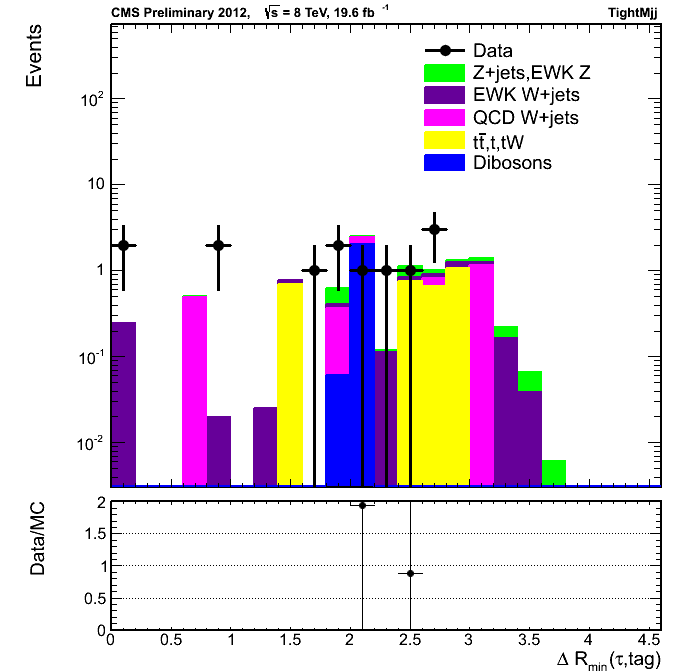 CMS Preliminary 2012, √s = 8 TeV, 19.6 fb⁻¹ TightMjj
Events
10²
10
1
10⁻¹
10⁻²
Data
Z+jets,EWK Z
EWK W+jets
QCD W+jets
tt̅,t,tW
Dibosons
Data/MC
2
1.5
1
0.5
0
0 0.5 1 1.5 2 2.5 3 3.5 4 4.5
Δ R_min(τ,tag)